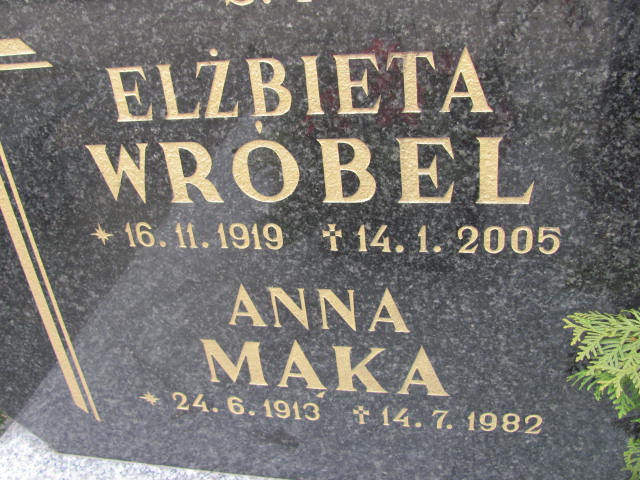 ELŻBIETA
WRÓBEL
* 16. 11. 1919 ✝ 14. 1. 2005
ANNA
MĄKA
* 24. 6. 1913 ✝ 14. 7. 1982